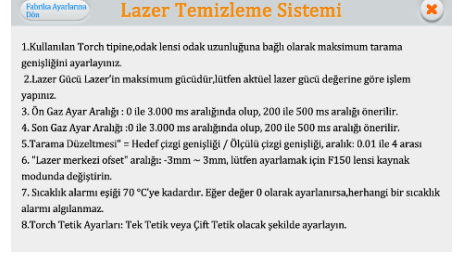 Fabrika Ayarlarına
Dön
Lazer Temizleme Sistemi
1.Kullanılan Torch tipine,odak lensi odak uzunluğuna bağlı olarak maksimum tarama
genişliğini ayarlayınız.
2.Lazer Gücü Lazer'in maksimum gücüdür,lütfen aktüel lazer gücü değerine göre işlem
yapınız.
3. Ön Gaz Ayar Aralığı : 0 ile 3.000 ms aralığında olup, 200 ile 500 ms aralığı önerilir.
4. Son Gaz Ayar Aralığı :0 ile 3.000 ms aralığında olup, 200 ile 500 ms aralığı önerilir.
5.Tarama Düzeltmesi" = Hedef çizgi genişliği / Ölçülü çizgi genişliği, aralık: 0.01 ile 4 arası
6. "Lazer merkezi ofset" aralığı: -3mm ~ 3mm, lütfen ayarlamak için F150 lensi kaynak
modunda değiştirin.
7. Sıcaklık alarmı eşiği 70 °C'ye kadardır. Eğer değer 0 olarak ayarlanırsa,herhangi bir sıcaklık
alarmı algılanmaz.
8.Torch Tetik Ayarları: Tek Tetik veya Çift Tetik olacak şekilde ayarlayın.